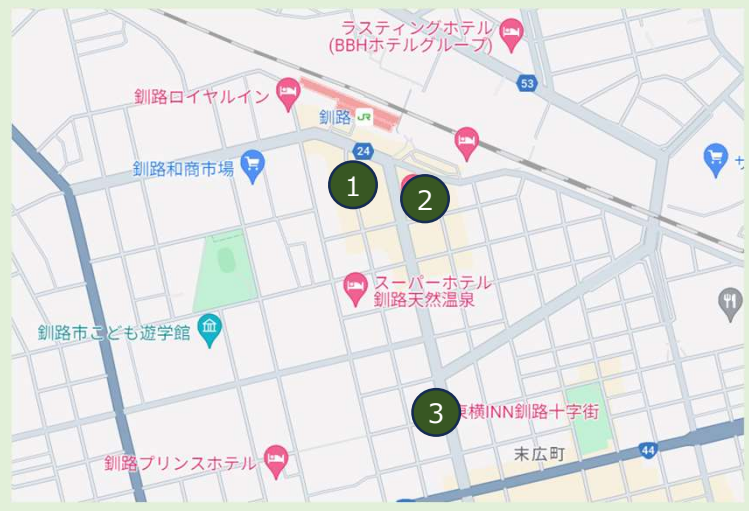 ラスティングホテル
(BBHホテルグループ)
53
釧路ロイヤルイン
釧路 JR
24
釧路和商市場
サ
1
2
スーパーホテル
釧路天然温泉
釧路市こども遊学館
3
東横INN釧路十字街
末広町
44
釧路プリンスホテル